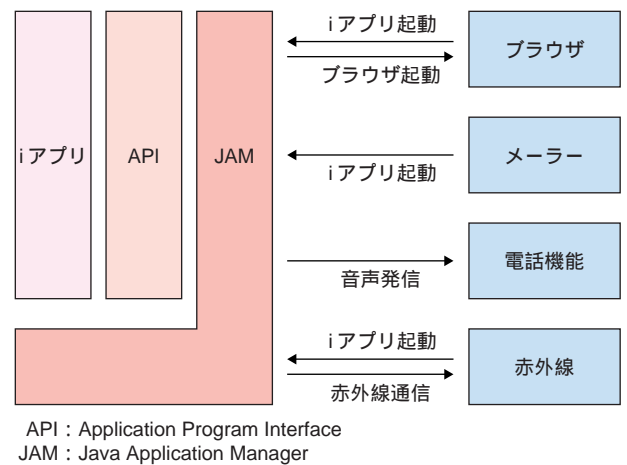 iアプリ
API
JAM
iアプリ起動
ブラウザ起動
ブラウザ
iアプリ起動
メーラー
音声発信
電話機能
iアプリ起動
赤外線通信
赤外線
API：Application Program Interface
JAM：Java Application Manager